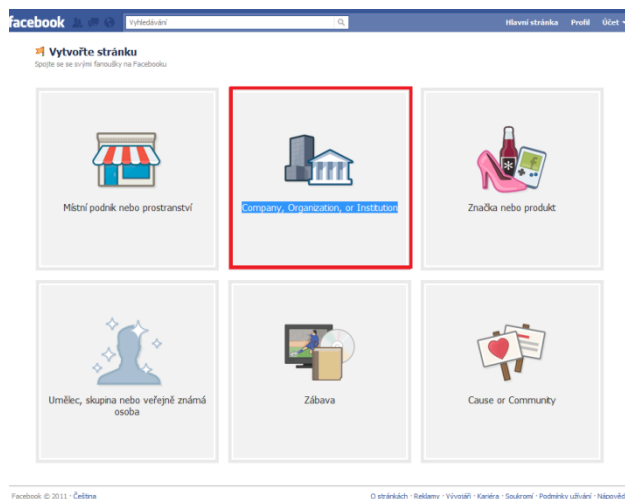 facebook
Vyhledávání
Hlavní stránka Profil Účet
Vytvořte stránku
Spojte se se svými fanoušky na Facebooku
Místní podnik nebo prostranství
Company, Organization, or Institution
Značka nebo produkt
Umělec, skupina nebo veřejně známá
osoba
Zábava
Cause or Community
Facebook © 2011 · Čeština
O stránkách · Reklamy · Vývojáři · Kariéra · Soukromí · Podmínky užívání · Nápověd